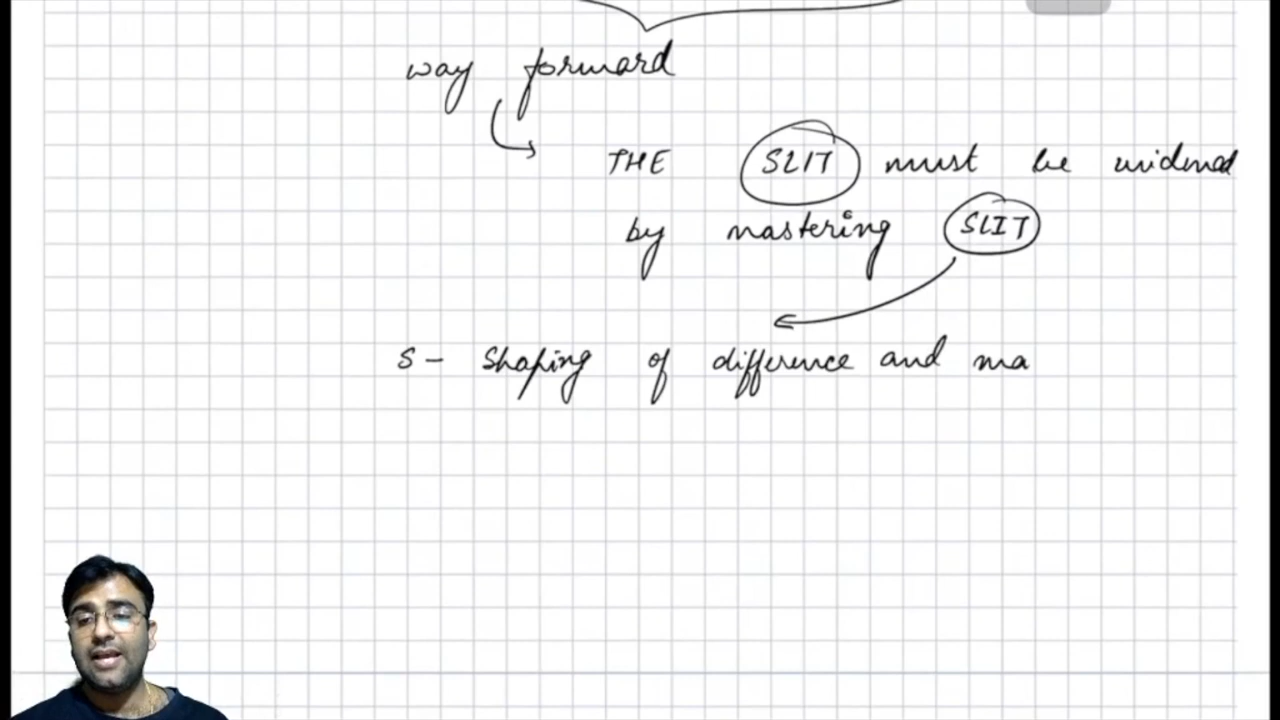 way forward
THE SLIT must be widened
by mastering SLIT
S - Shaping of difference and ma